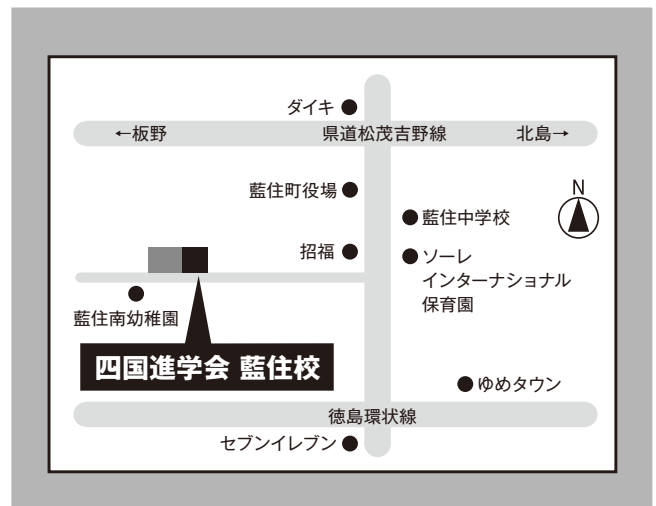 ダイキ
←板野
県道松茂吉野線
北島→
藍住町役場
N
藍住中学校
招福
ソーレ
インターナショナル
保育園
藍住南幼稚園
四国進学会 藍住校
ゆめタウン
徳島環状線
セブンイレブン